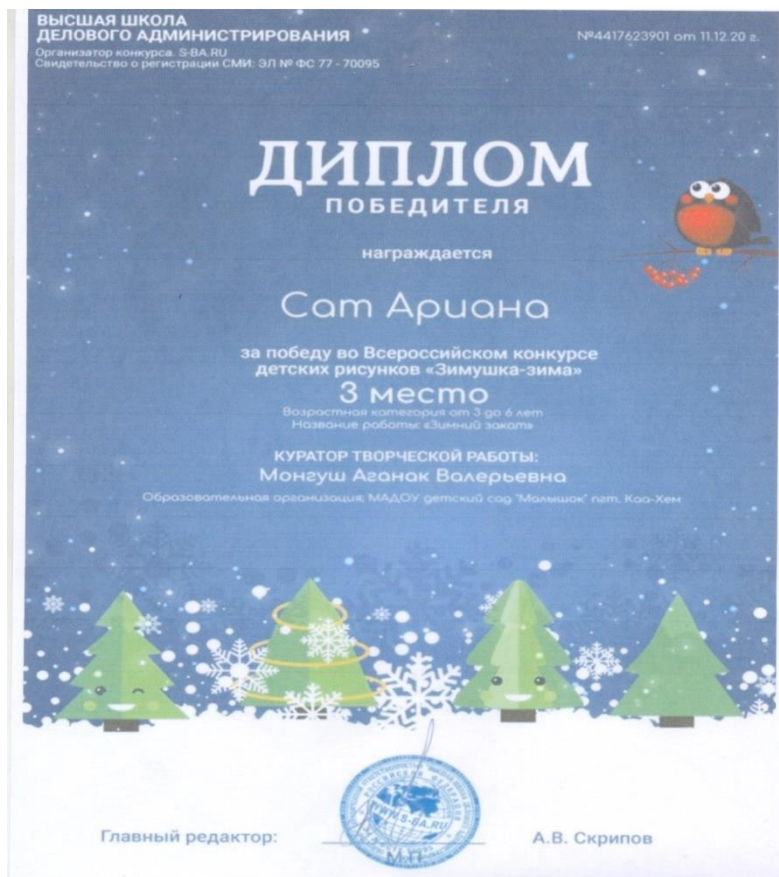 ВЫСШАЯ ШКОЛА
ДЕЛОВОГО АДМИНИСТРИРОВАНИЯ •
Организатор конкурса. S-BA.RU
Свидетельство о регистрации СМИ: ЭЛ № ФС 77 - 70095
№4417623901 от 11.12.20 г.
ДИПЛОМ
ПОБЕДИТЕЛЯ
награждается
Сат Ариана
за победу во Всероссийском конкурсе
детских рисунков «Зимушка-зима»
3 место
Возрастная категория от 3 до 6 лет
Название работы: «Зимний закат»
КУРАТОР ТВОРЧЕСКОЙ РАБОТЫ:
Монгуш Аганак Валерьевна
Образовательная организация: МАДОУ детский сад "Малышок" пгт. Каа-Хем
РОССИЙСКАЯ ФЕДЕРАЦИЯ
WWW.S-BA.RU
М.П.
Главный редактор:
А.В. Скрипов